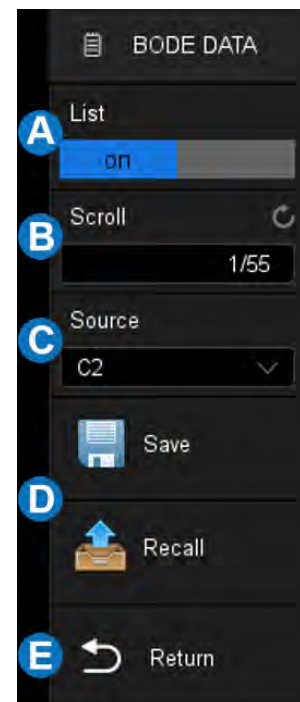 BODE DATA
List
A
on
Scroll
B
1/55
Source
C
C2
Save
D
Recall
E
Return